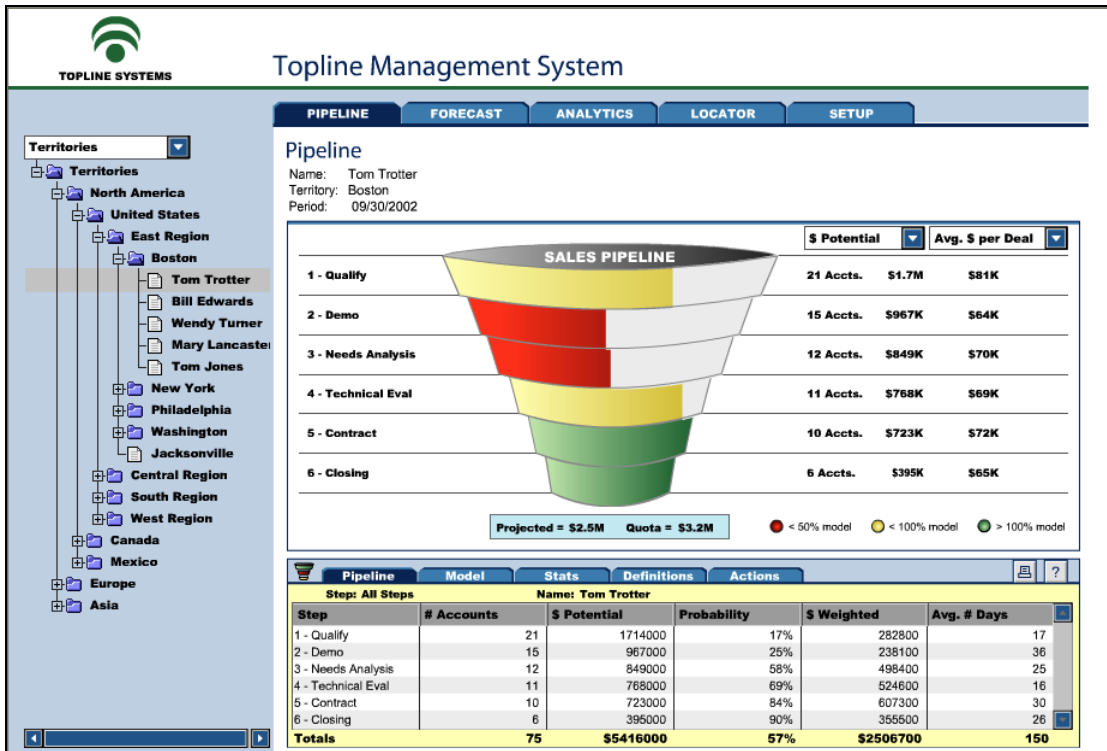 TOPLINE SYSTEMS
Topline Management System
PIPELINE FORECAST ANALYTICS LOCATOR SETUP
Territories
Territories
North America
United States
East Region
Boston
Tom Trotter
Bill Edwards
Wendy Turner
Mary Lancaste
Tom Jones
New York
Philadelphia
Washington
Jacksonville
Central Region
South Region
West Region
Canada
Mexico
Europe
Asia
Pipeline
Name: Tom Trotter
Territory: Boston
Period: 09/30/2002
$ Potential Avg. $ per Deal
SALES PIPELINE
1 - Qualify 21 Accts. $1.7M $81K
2 - Demo 15 Accts. $967K $64K
3 - Needs Analysis 12 Accts. $849K $70K
4 - Technical Eval 11 Accts. $768K $69K
5 - Contract 10 Accts. $723K $72K
6 - Closing 6 Accts. $395K $65K
Projected = $2.5M Quota = $3.2M < 50% model < 100% model > 100% model
Pipeline Model Stats Definitions Actions ?
Step: All Steps Name: Tom Trotter
Step # Accounts $ Potential Probability $ Weighted Avg. # Days
1 - Qualify 21 1714000 17% 282800 17
2 - Demo 15 967000 25% 238100 36
3 - Needs Analysis 12 849000 58% 498400 25
4 - Technical Eval 11 768000 69% 524600 16
5 - Contract 10 723000 84% 607300 30
6 - Closing 6 395000 90% 355500 26
Totals 75 $5416000 57% $2506700 150